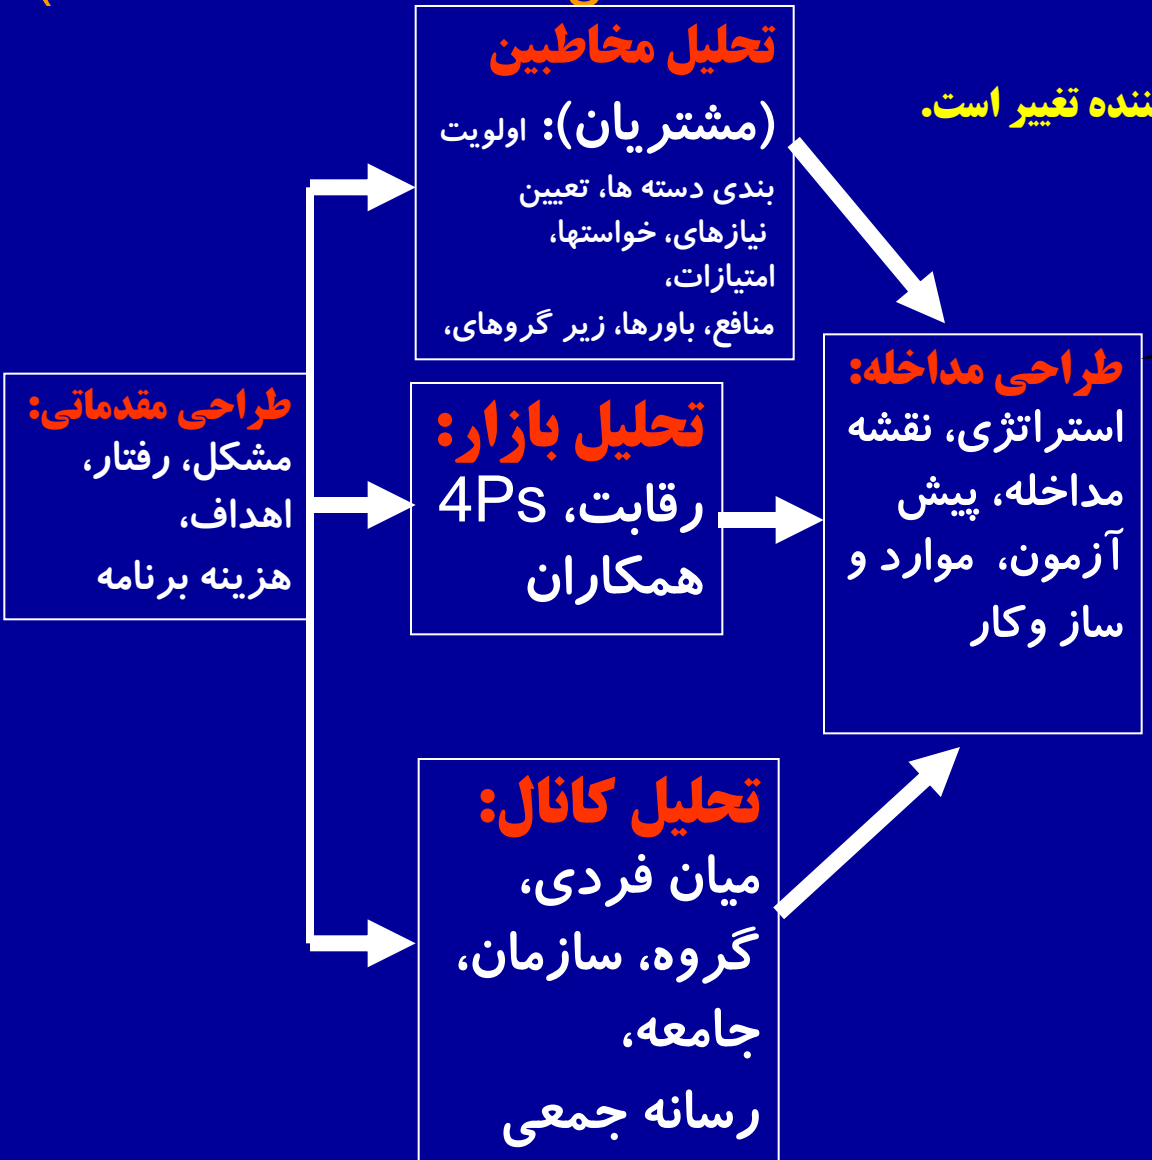 تغییر است.
تحلیل مخاطبین
(مشتریان): اولویت
بندی دسته ها، تعیین
نیازهای، خواستها،
امتیازات،
منافع، باورها، زیر گروهای،
طراحی مقدماتی:
مشکل، رفتار،
اهداف،
هزینه برنامه
تحلیل بازار:
رقابت، 4Ps
همکاران
طراحی مداخله:
استراتژی، نقشه
مداخله، پیش
آزمون، موارد و
ساز وکار
تحلیل کانال:
میان فردی،
گروه، سازمان،
جامعه،
رسانه جمعی